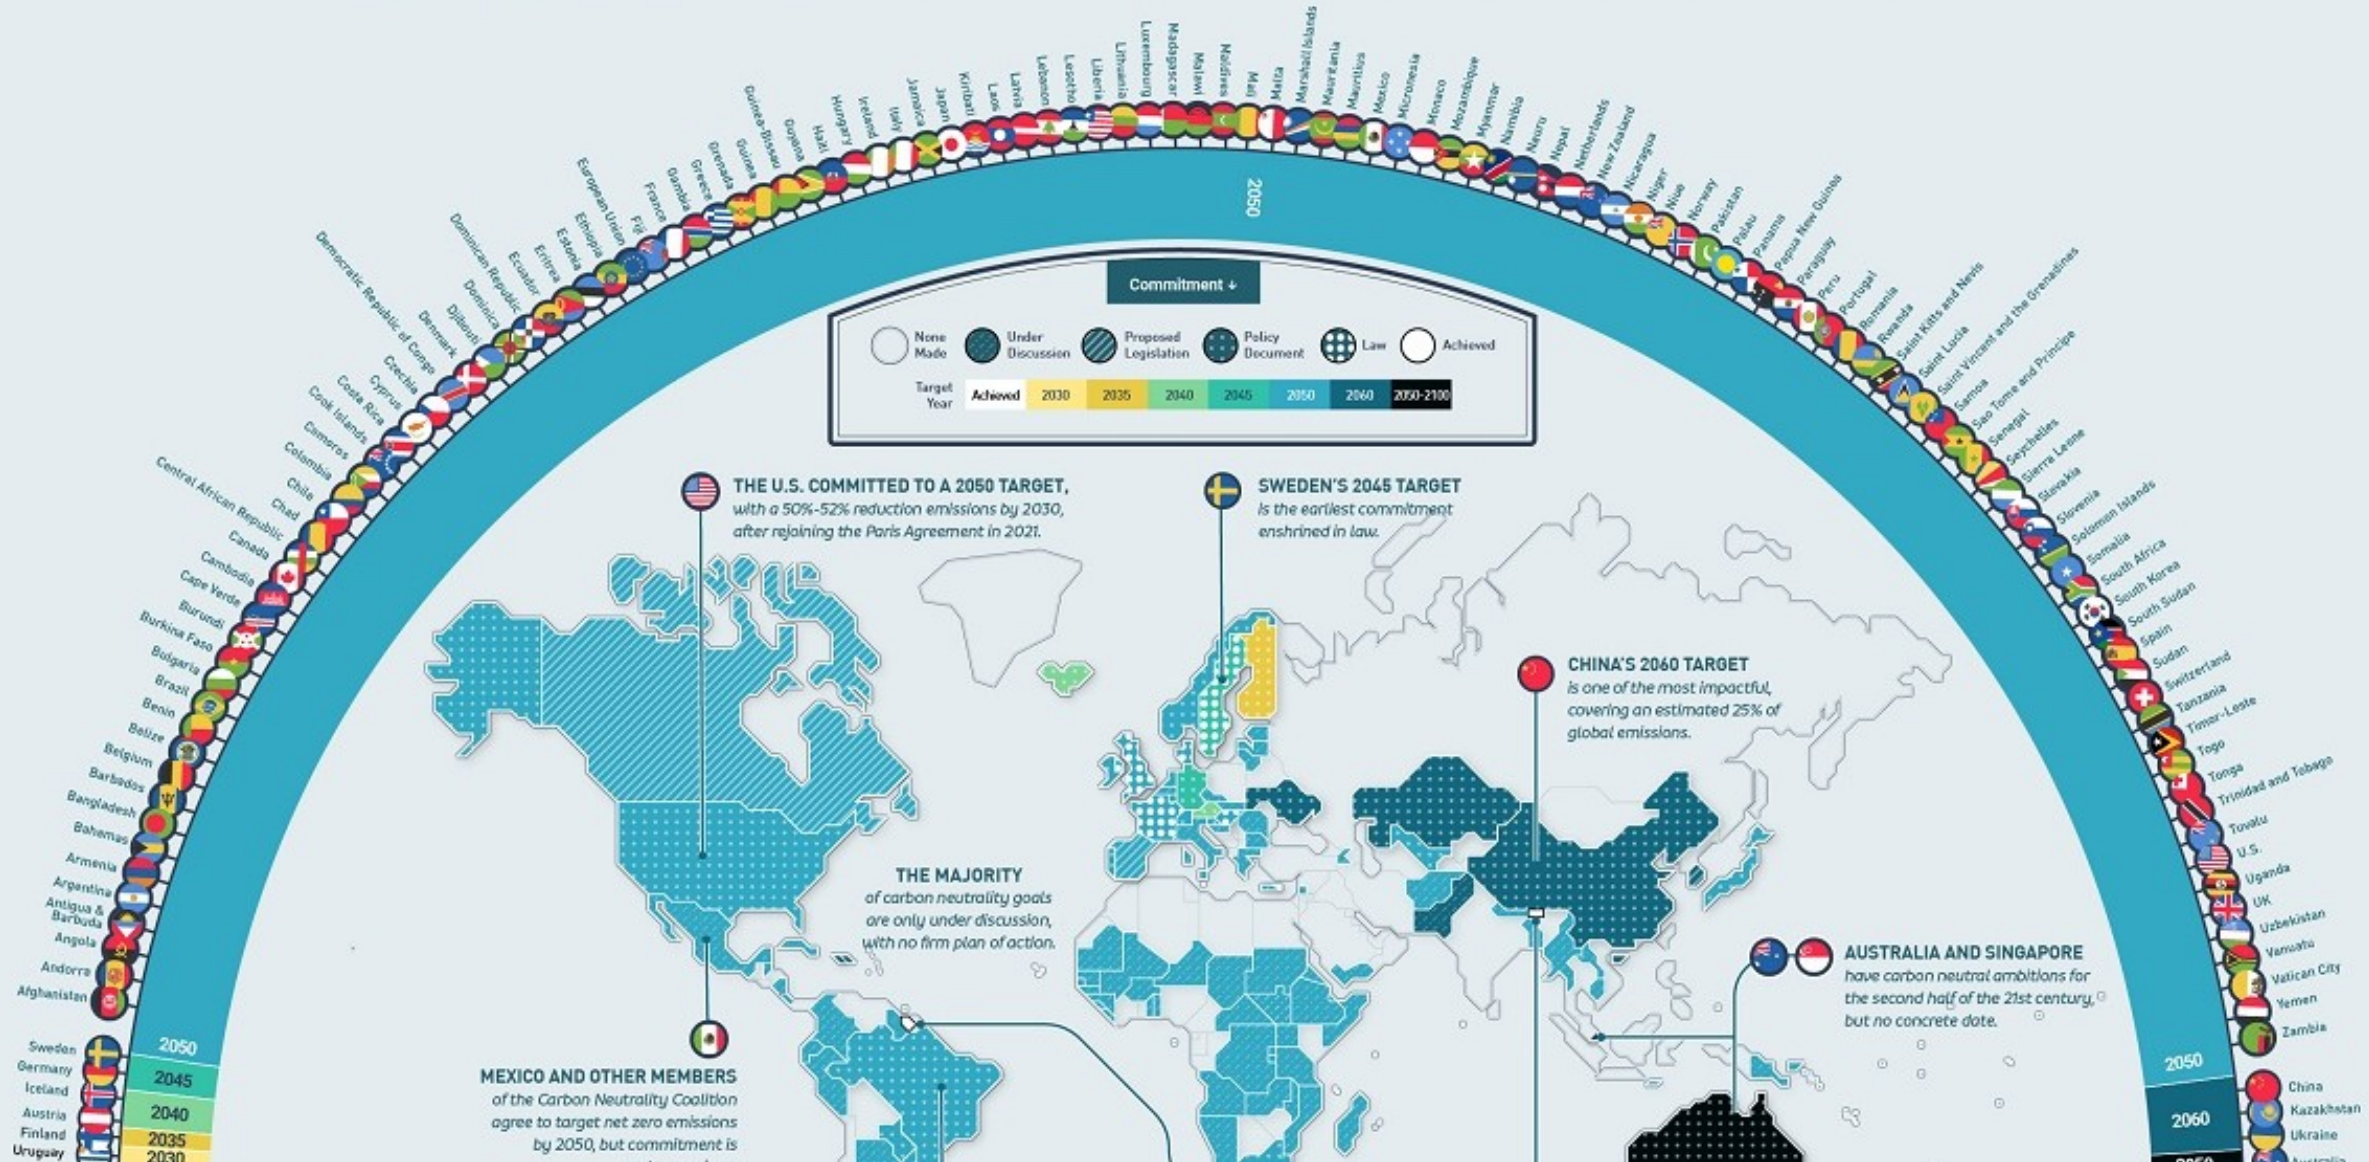 Afghanistan
Andorra
Angola
Antigua &
Barbuda
Argentina
Armenia
Bahamas
Bangladesh
Barbados
Belgium
Belize
Benin
Brazil
Bulgaria
Burkina Faso
Burundi
Cape Verde
Cambodia
Canada
Central African Republic
Chad
Chile
Colombia
Comoros
Cook Islands
Costa Rica
Cyprus
Czechia
Democratic Republic of Congo
Denmark
Djibouti
Dominica
Dominican Republic
Ecuador
Eritrea
Estonia
Ethiopia
European Union
Fiji
France
Gambia
Greece
Grenada
Guinea
Guinea-Bissau
Guyana
Haiti
Hungary
Ireland
Italy
Jamaica
Japan
Kiribati
Laos
Latvia
Lebanon
Lesotho
Liberia
Lithuania
Luxembourg
Madagascar
Malawi
Maldives
Mali
Malta
Marshall Islands
Mauritania
Mauritius
Mexico
Micronesia
Monaco
Mozambique
Myanmar
Namibia
Nauru
Nepal
Netherlands
New Zealand
Nicaragua
Niger
Niue
Norway
Pakistan
Palau
Panama
Papua New Guinea
Paraguay
Peru
Portugal
Romania
Rwanda
Saint Kitts and Nevis
Saint Lucia
Saint Vincent and the Grenadines
Samoa
Sao Tome and Principe
Senegal
Seychelles
Sierra Leone
Slovakia
Slovenia
Solomon Islands
Somalia
South Africa
South Korea
South Sudan
Spain
Sudan
Switzerland
Tanzania
Timor-Leste
Togo
Tonga
Trinidad and Tobago
Tuvalu
U.S.
Uganda
UK
Uzbekistan
Vanuatu
Vatican City
Yemen
Zambia
2050
Commitment ↓
None
Made
Under
Discussion
Proposed
Legislation
Policy
Document
Law
Achieved
Target
Year
Achieved 2030 2035 2040 2045 2050 2060 2050-2100
THE U.S. COMMITTED TO A 2050 TARGET,
with a 50%-52% reduction emissions by 2030,
after rejoining the Paris Agreement in 2021.
SWEDEN'S 2045 TARGET
is the earliest commitment
enshrined in law.
CHINA'S 2060 TARGET
is one of the most impactful,
covering an estimated 25% of
global emissions.
THE MAJORITY
of carbon neutrality goals
are only under discussion,
with no firm plan of action.
AUSTRALIA AND SINGAPORE
have carbon neutral ambitions for
the second half of the 21st century,
but no concrete date.
MEXICO AND OTHER MEMBERS
of the Carbon Neutrality Coalition
agree to target net zero emissions
by 2050, but commitment is
Sweden
Germany
Iceland
Austria
Finland
Uruguay
2050
2045
2040
2035
2030
2050
2060
China
Kazakhstan
Ukraine
Australia